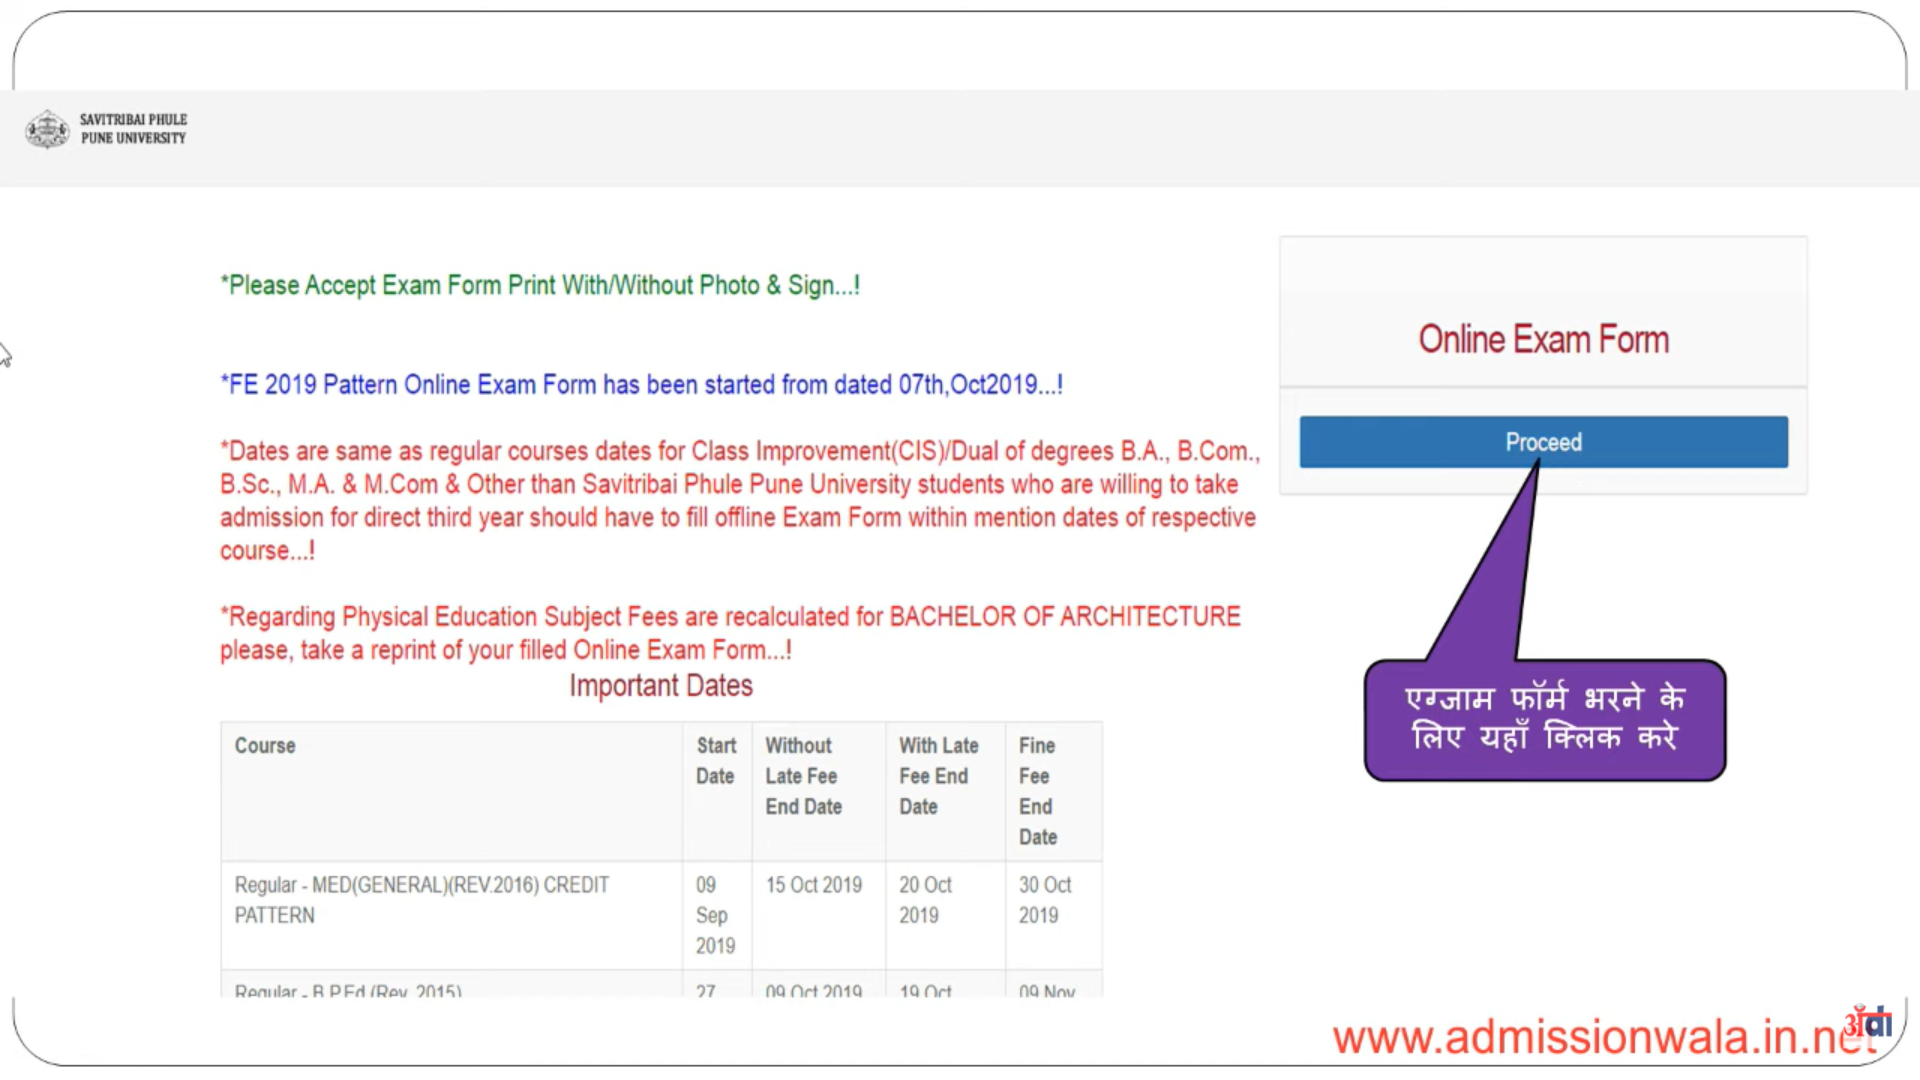 SAVITRIBAI PHULE
PUNE UNIVERSITY
*Please Accept Exam Form Print With/Without Photo & Sign...!
*FE 2019 Pattern Online Exam Form has been started from dated 07th,Oct2019...!
*Dates are same as regular courses dates for Class Improvement(CIS)/Dual of degrees B.A., B.Com.,
B.Sc., M.A. & M.Com & Other than Savitribai Phule Pune University students who are willing to take
admission for direct third year should have to fill offline Exam Form within mention dates of respective
course...!
*Regarding Physical Education Subject Fees are recalculated for BACHELOR OF ARCHITECTURE
please, take a reprint of your filled Online Exam Form...!
Important Dates
Course
Start
Date
Without
Late Fee
End Date
With Late
Fee End
Date
Fine
Fee
End
Date
Regular - MED(GENERAL)(REV.2016) CREDIT
PATTERN
09
Sep
2019
15 Oct 2019
20 Oct
2019
30 Oct
2019
Regular - B.P.Ed (Rev. 2015)
27
09 Oct 2019
19 Oct
09 Nov
Online Exam Form
Proceed
एग्जाम फॉर्म भरने के
लिए यहाँ क्लिक करे
www.admissionwala.in.net